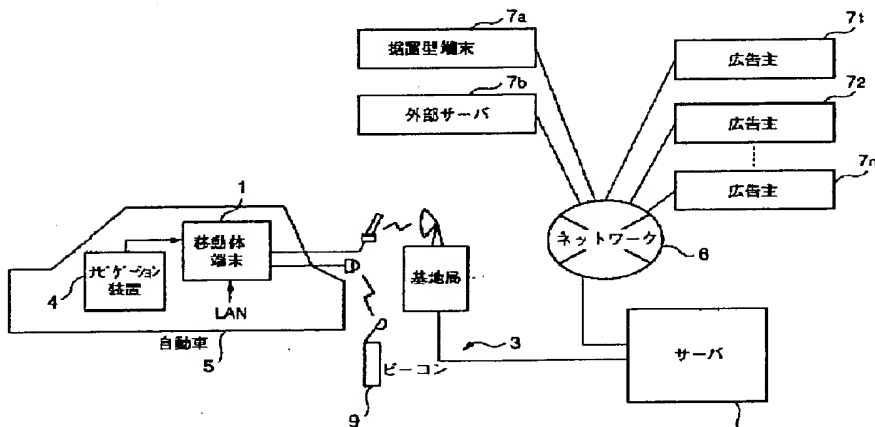 7a
据置型端末
7b
外部サーバ
71
広告主
72
広告主
7n
広告主
1
移動体
端末
ナビゲーション
装置
4
LAN
自動車
5
基地局
ネットワーク
6
3
ビーコン
9
サーバ